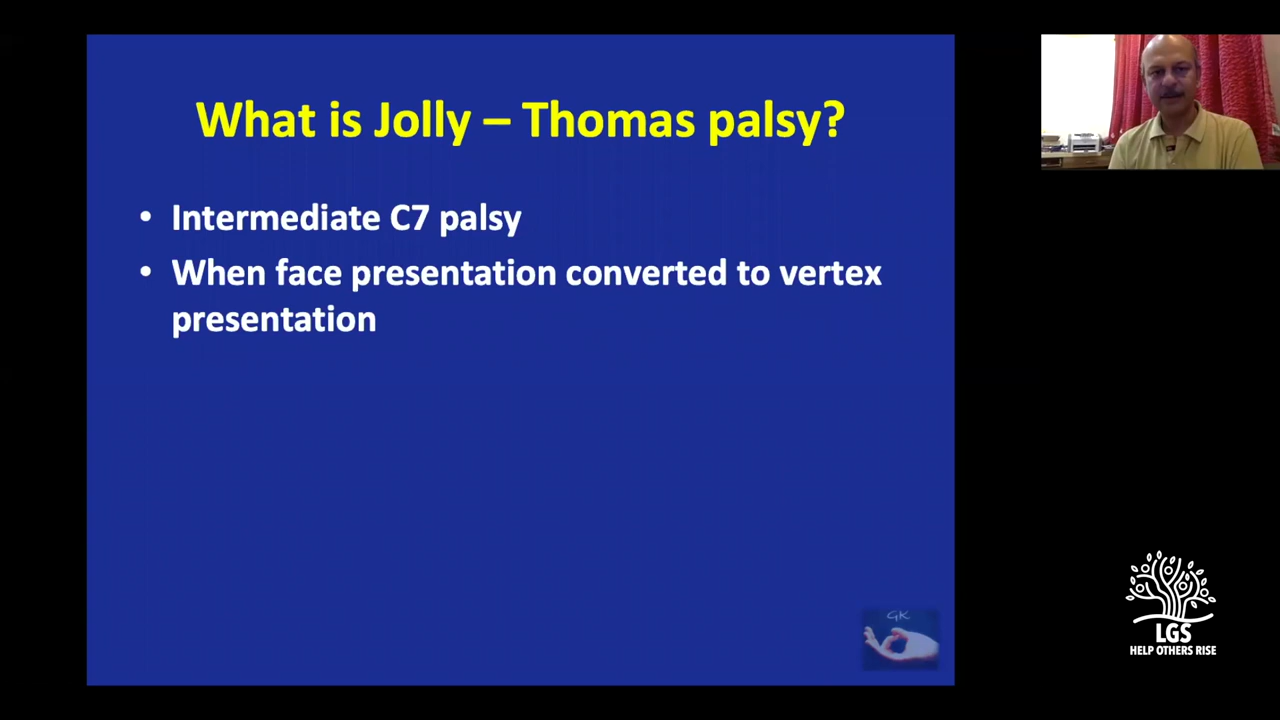 What is Jolly – Thomas palsy?
• Intermediate C7 palsy
• When face presentation converted to vertex
presentation
GK
LGS
HELP OTHERS RISE